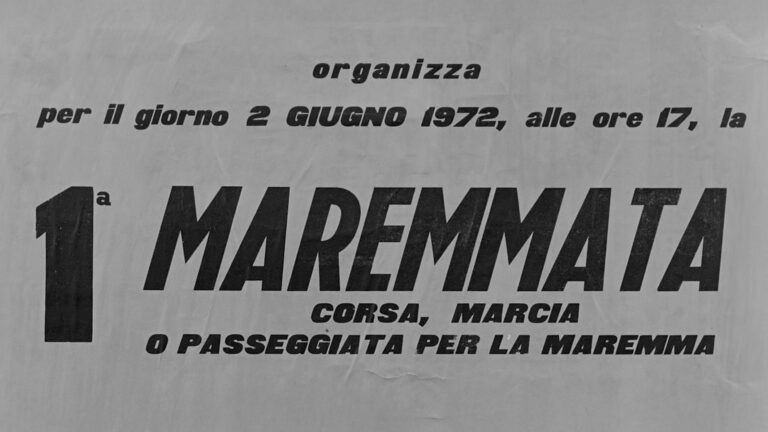 organizza
per il giorno 2 GIUGNO 1972, alle ore 17, la
1ª MAREMMATA
CORSA, MARCIA
O PASSEGGIATA PER LA MAREMMA